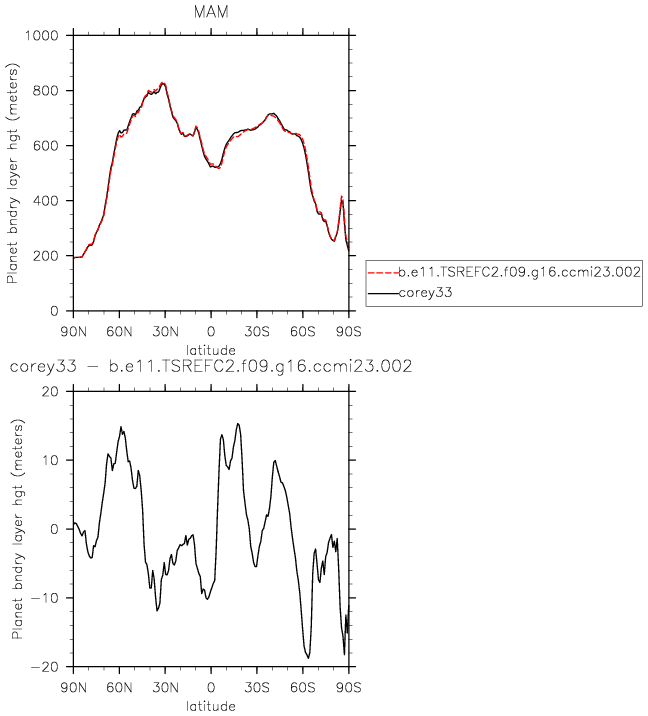 MAM
1000
800
600
400
200
0
Planet bndry layer hgt (meters)
90N 60N 30N 0 30S 60S 90S
latitude
b.e11.TSREFC2.f09.g16.ccmi23.002
corey33
corey33 − b.e11.TSREFC2.f09.g16.ccmi23.002
20
10
0
−10
−20
Planet bndry layer hgt (meters)
90N 60N 30N 0 30S 60S 90S
latitude